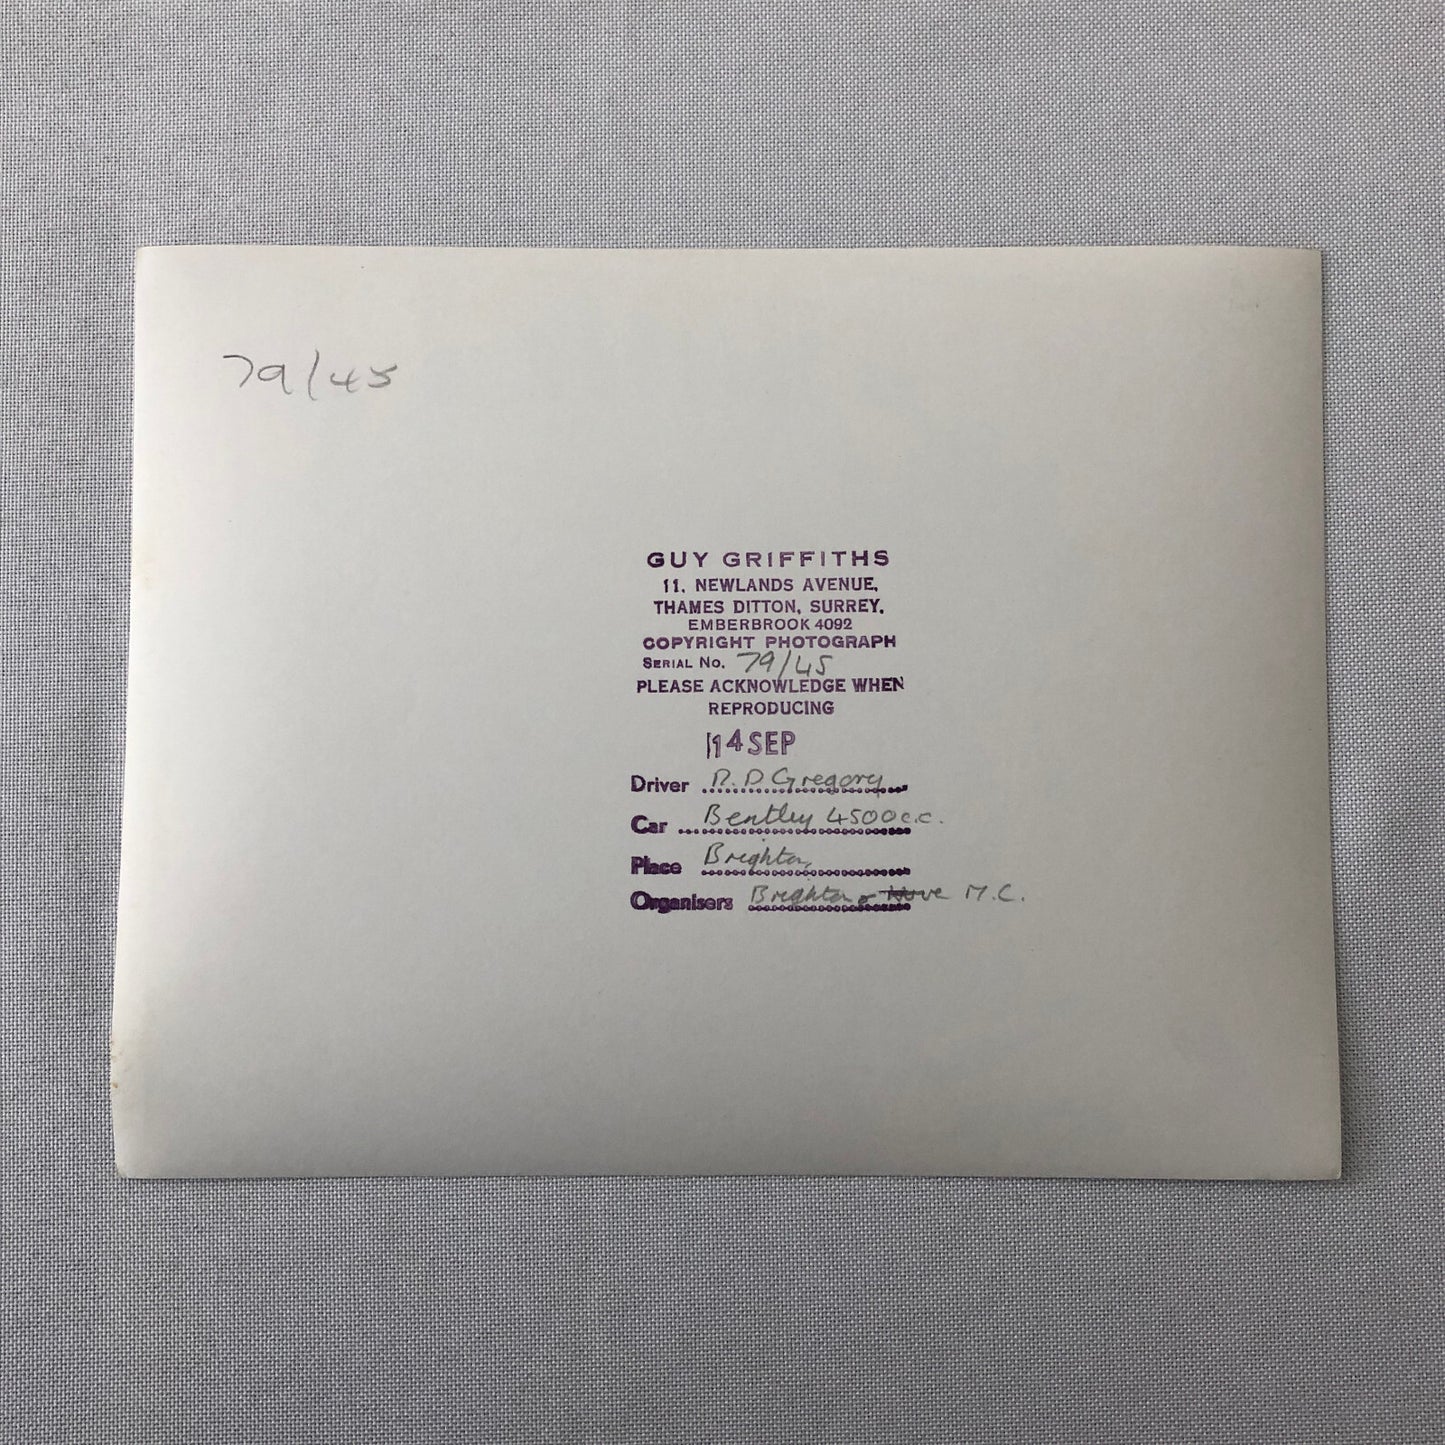 79/45
GUY GRIFFITHS
11, NEWLANDS AVENUE,
THAMES DITTON, SURREY.
EMBERBROOK 4092
COPYRIGHT PHOTOGRAPH
SERIAL No. 79/45
PLEASE ACKNOWLEDGE WHEN
REPRODUCING
14 SEP
Driver R. D Gregory
Car Bentley 4500 c.c.
Place Brighton
Organisers Brighton & Hove M.C.